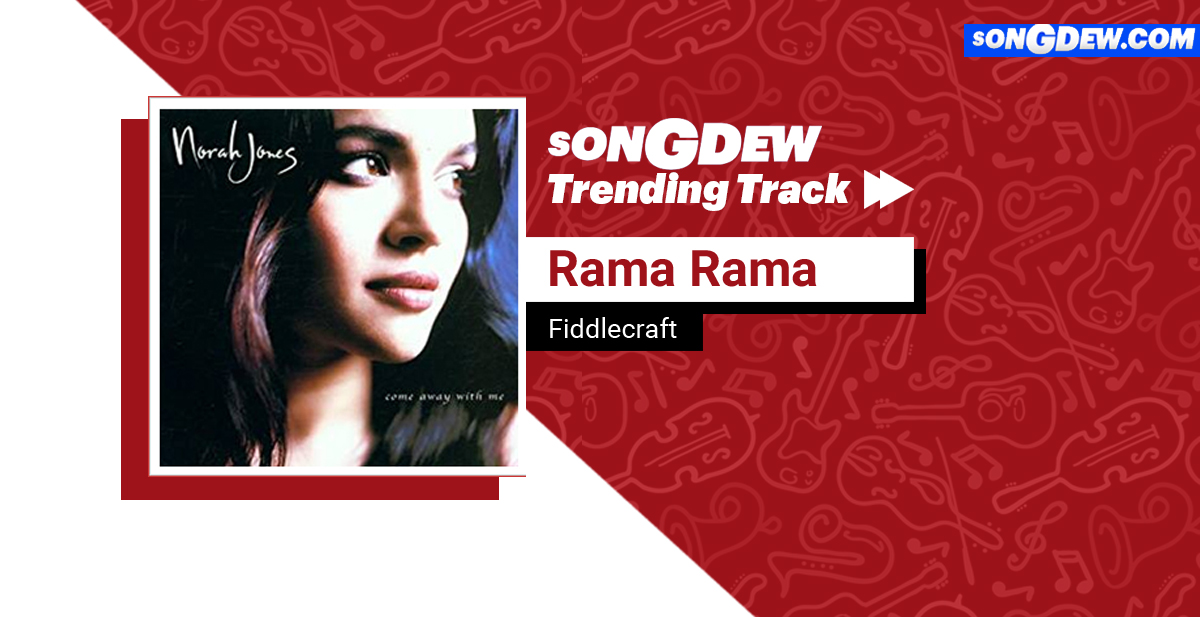 SONGDEW.COM
Norah Jones
come away with me
SONGDEW
Trending Track
Rama Rama
Fiddlecraft